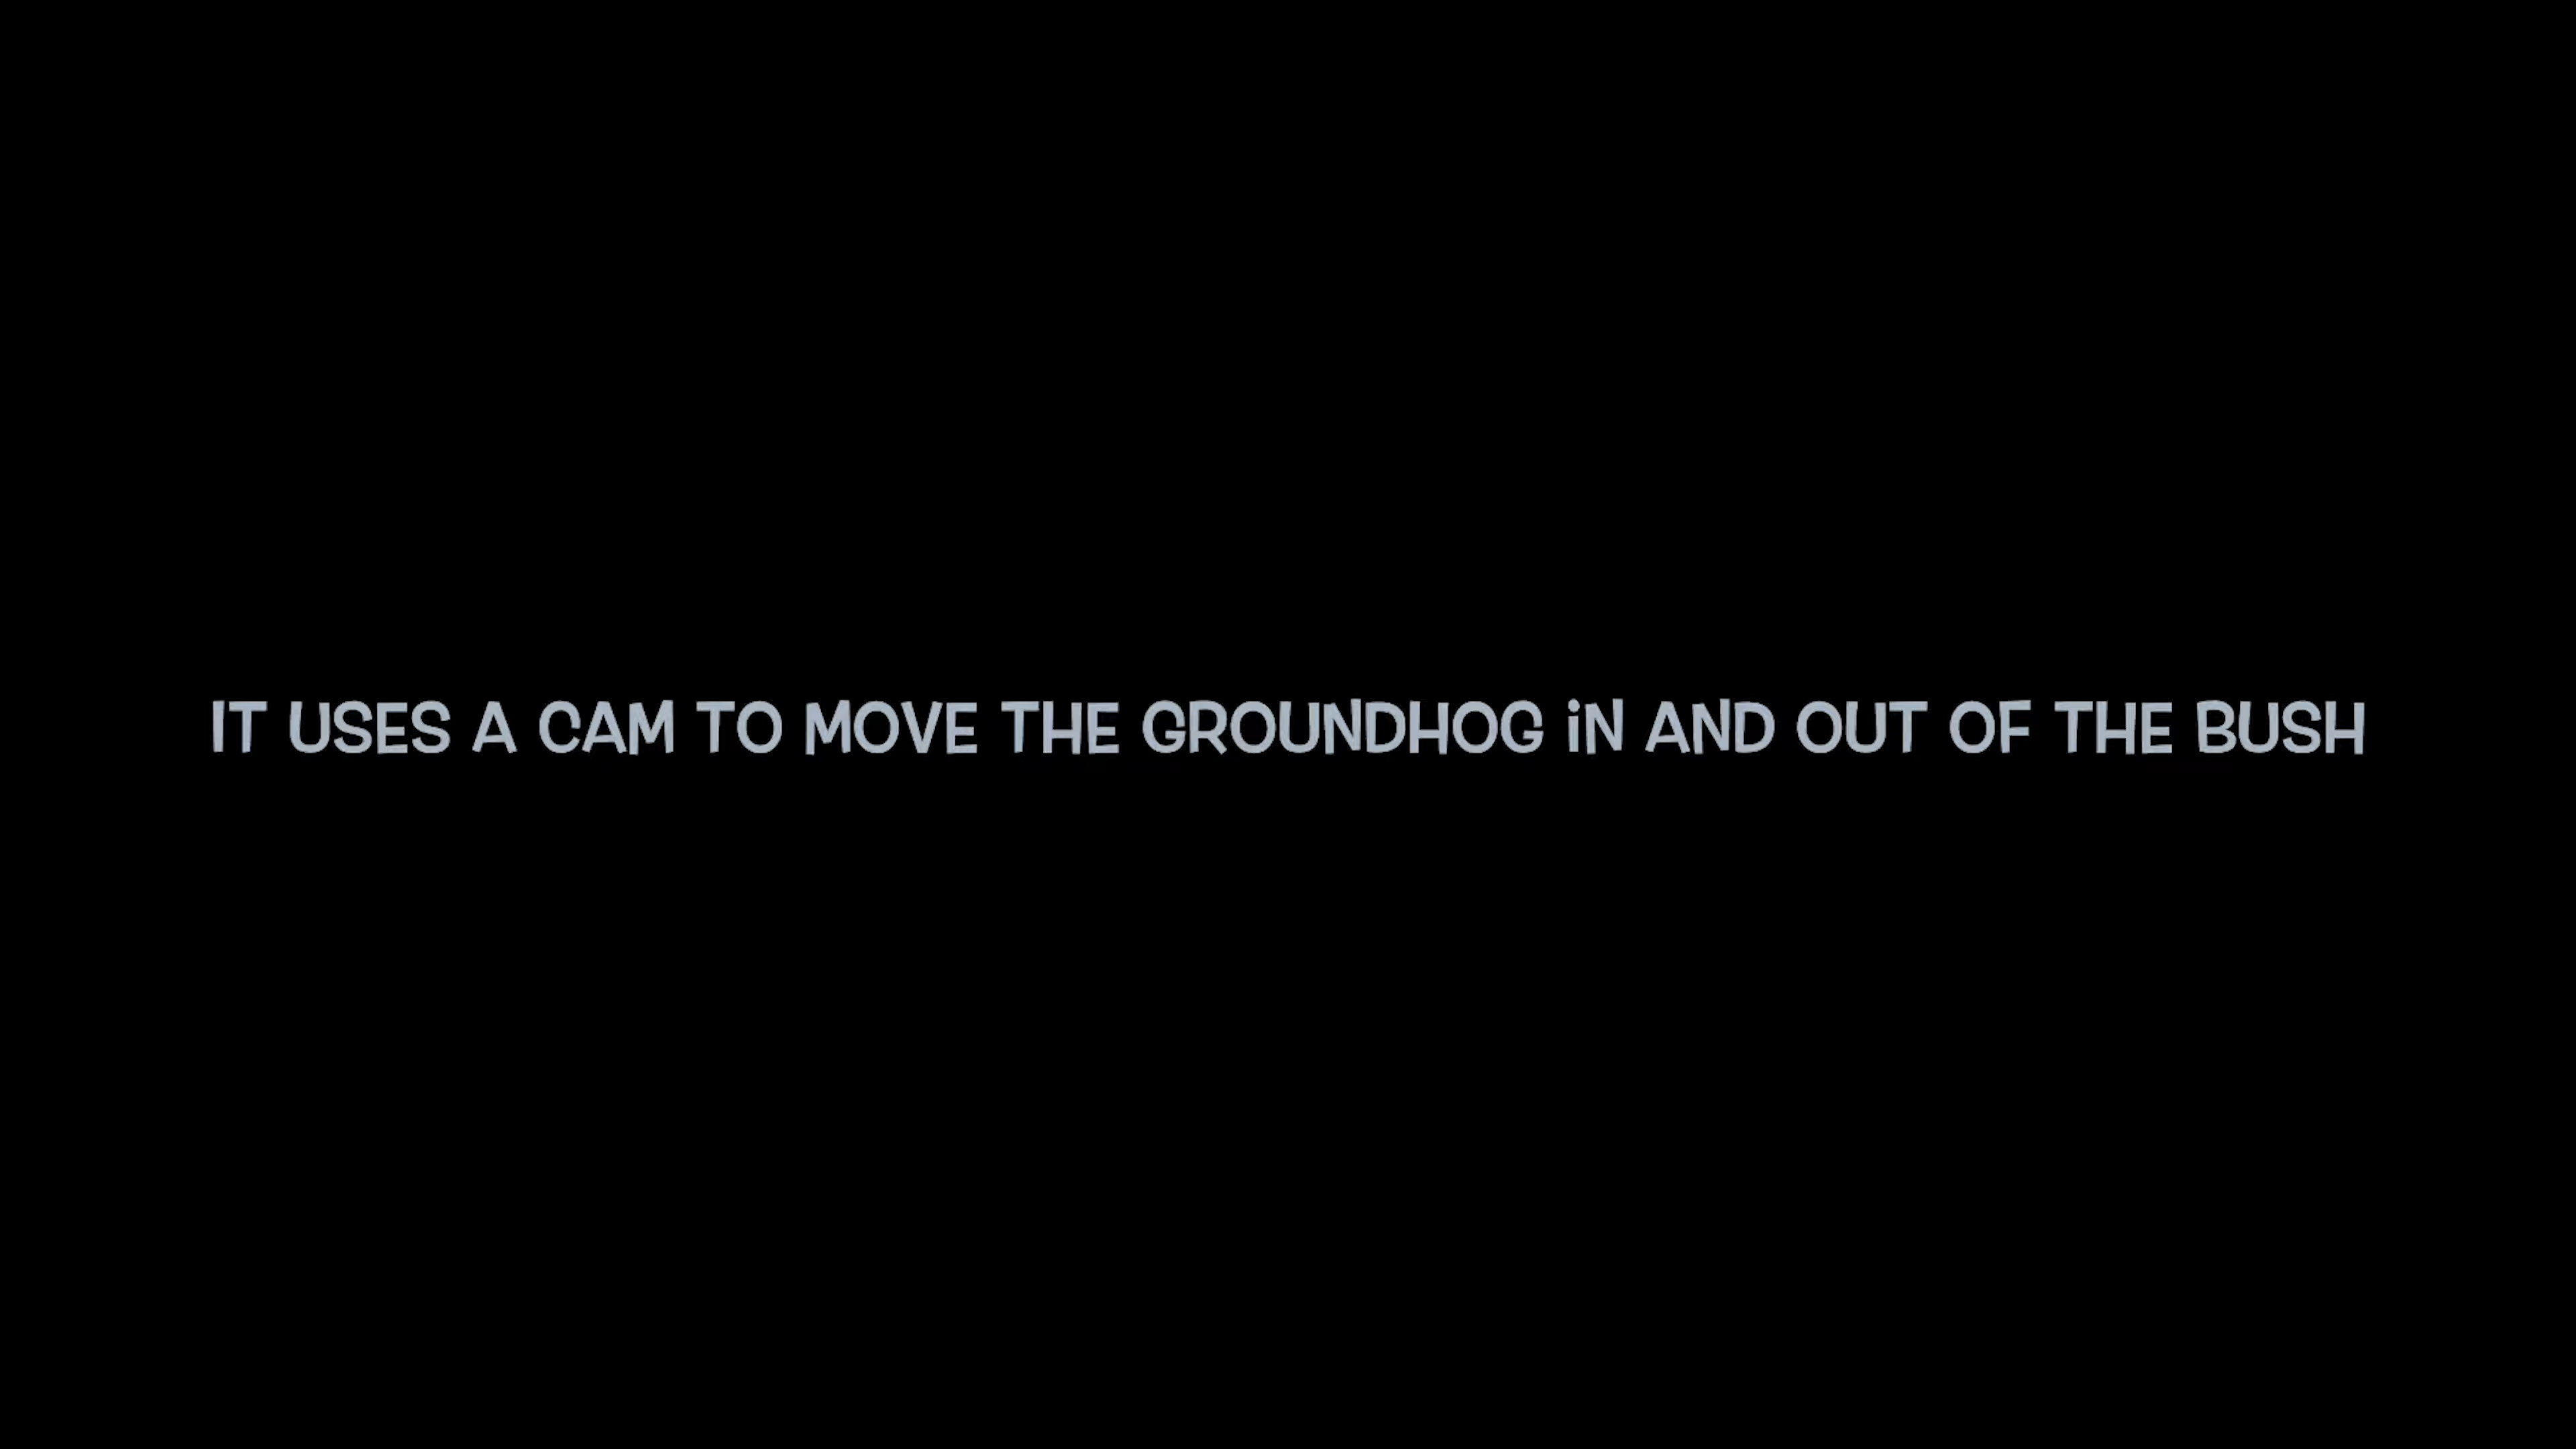 IT USES A CAM TO MOVE THE GROUNDHOG iN AND OUT OF THE BUSH